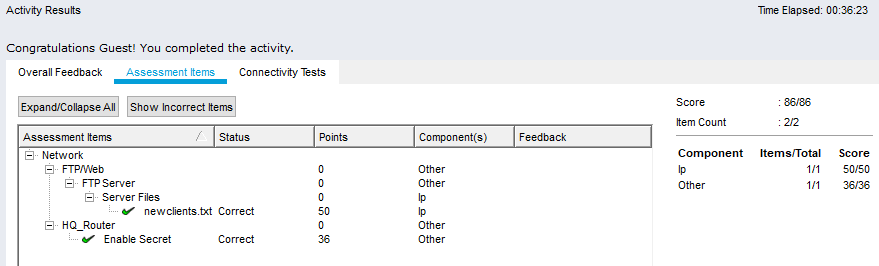 Activity Results Time Elapsed: 00:36:23
Congratulations Guest! You completed the activity.
Overall Feedback Assessment Items Connectivity Tests
Expand/Collapse All Show Incorrect Items
Assessment Items Status Points Component(s) Feedback
Network
FTP/Web 0 Other
FTP Server 0 Other
Server Files 0 Ip
newclients.txt Correct 50 Ip
HQ_Router 0 Other
Enable Secret Correct 36 Other
Score : 86/86
Item Count : 2/2
Component Items/Total Score
Ip 1/1 50/50
Other 1/1 36/36